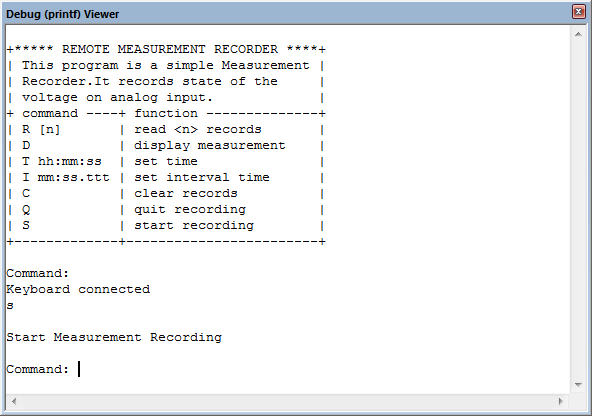 Debug (printf) Viewer
+***** REMOTE MEASUREMENT RECORDER ****+
| This program is a simple Measurement |
| Recorder.It records state of the     |
| voltage on analog input.             |
+ command ----+ function --------------+
| R [n]       | read <n> records       |
| D           | display measurement    |
| T hh:mm:ss  | set time               |
| I mm:ss.ttt | set interval time      |
| C           | clear records          |
| Q           | quit recording         |
| S           | start recording        |
+-------------+------------------------+
Command:
Keyboard connected
s
Start Measurement Recording
Command: